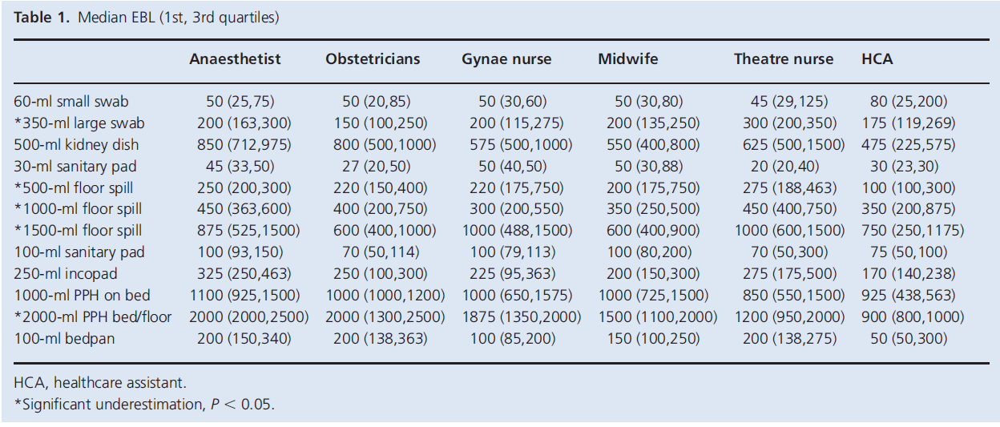 Table 1. Median EBL (1st, 3rd quartiles)
Anaesthetist Obstetricians Gynae nurse Midwife Theatre nurse HCA
60-ml small swab 50 (25,75) 50 (20,85) 50 (30,60) 50 (30,80) 45 (29,125) 80 (25,200)
*350-ml large swab 200 (163,300) 150 (100,250) 200 (115,275) 200 (135,250) 300 (200,350) 175 (119,269)
500-ml kidney dish 850 (712,975) 800 (500,1000) 575 (500,1000) 550 (400,800) 625 (500,1500) 475 (225,575)
30-ml sanitary pad 45 (33,50) 27 (20,50) 50 (40,50) 50 (30,88) 20 (20,40) 30 (23,30)
*500-ml floor spill 250 (200,300) 220 (150,400) 220 (175,750) 200 (175,750) 275 (188,463) 100 (100,300)
*1000-ml floor spill 450 (363,600) 400 (200,750) 300 (200,550) 350 (250,500) 450 (400,750) 350 (200,875)
*1500-ml floor spill 875 (525,1500) 600 (400,1000) 1000 (488,1500) 600 (400,900) 1000 (600,1500) 750 (250,1175)
100-ml sanitary pad 100 (93,150) 70 (50,114) 100 (79,113) 100 (80,200) 70 (50,300) 75 (50,100)
250-ml incopad 325 (250,463) 250 (100,300) 225 (95,363) 200 (150,300) 275 (175,500) 170 (140,238)
1000-ml PPH on bed 1100 (925,1500) 1000 (1000,1200) 1000 (650,1575) 1000 (725,1500) 850 (550,1500) 925 (438,563)
*2000-ml PPH bed/floor 2000 (2000,2500) 2000 (1300,2500) 1875 (1350,2000) 1500 (1100,2000) 1200 (950,2000) 900 (800,1000)
100-ml bedpan 200 (150,340) 200 (138,363) 100 (85,200) 150 (100,250) 200 (138,275) 50 (50,300)
HCA, healthcare assistant.
*Significant underestimation, P < 0.05.